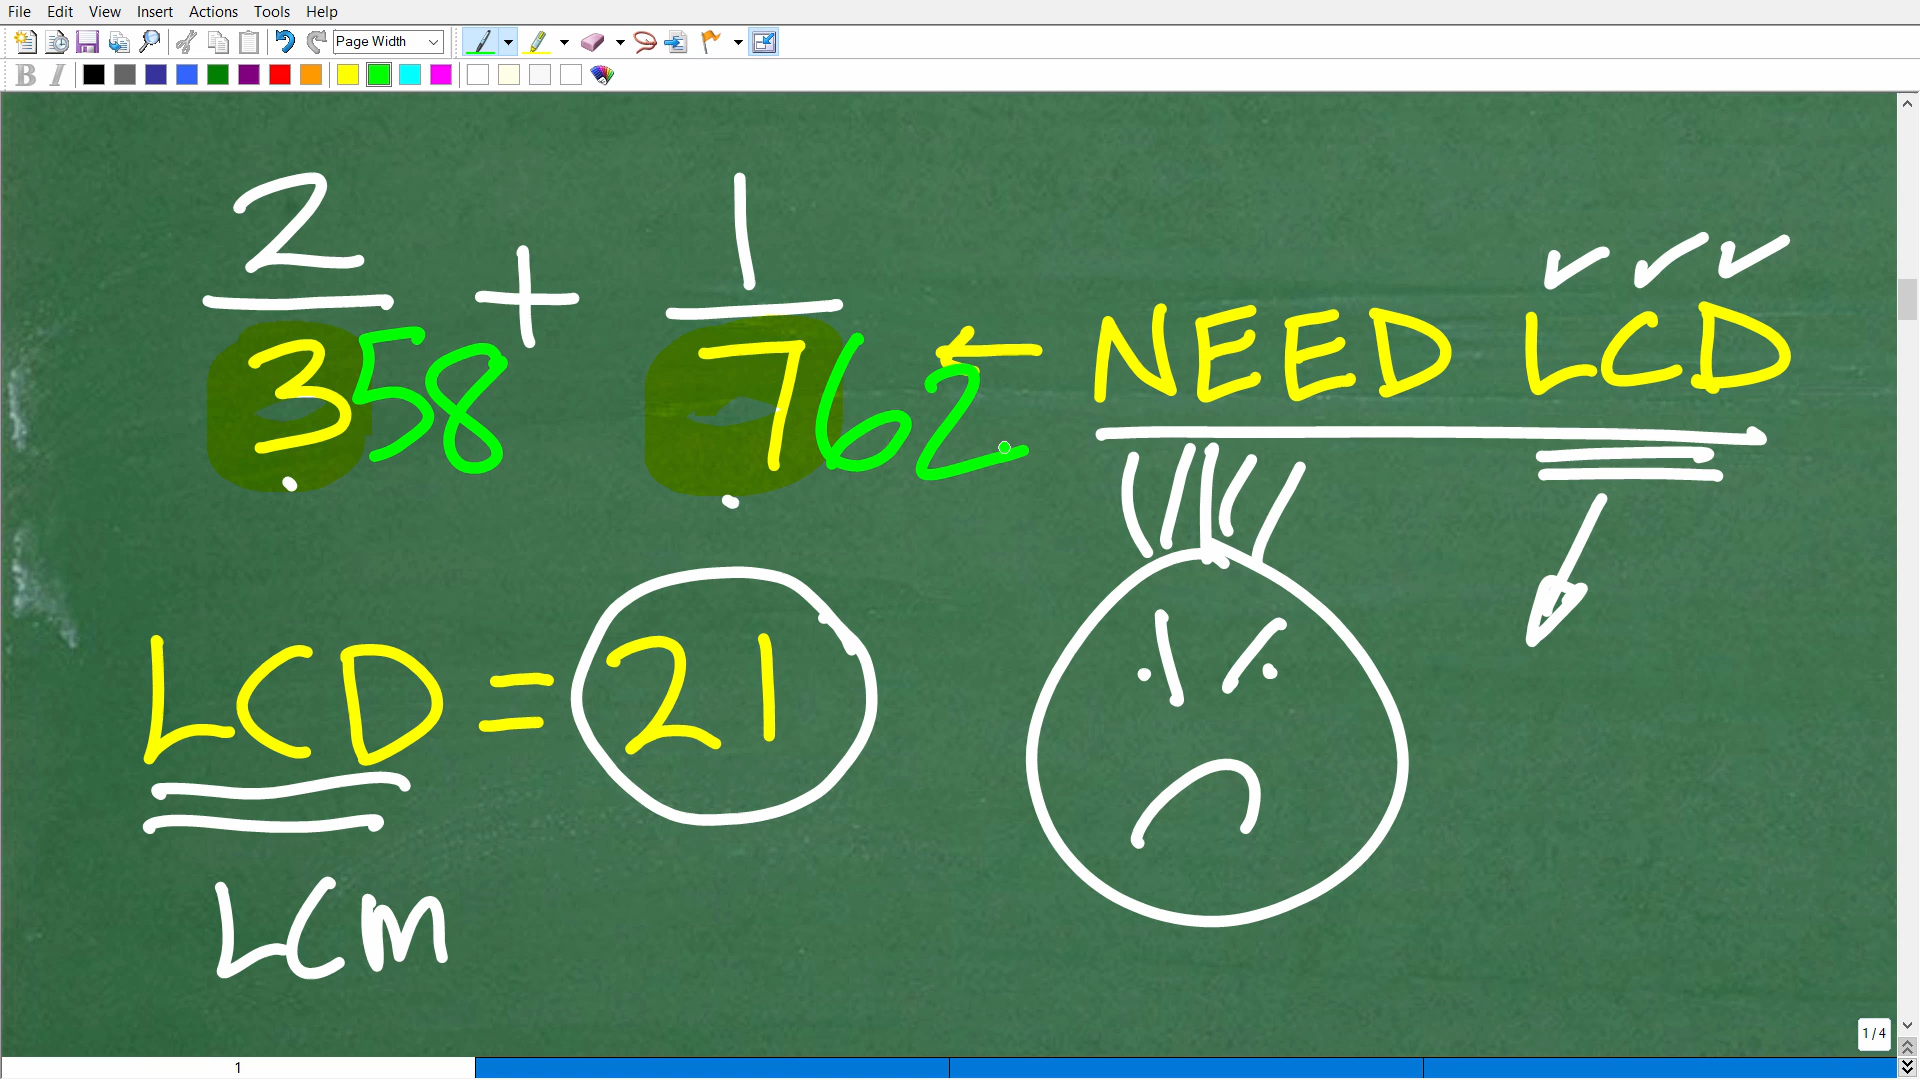 File Edit View Insert Actions Tools Help
Page Width
B I
2 + 1
358 762 ← NEED LCD
LCD = 21
LCM
1 / 4
1